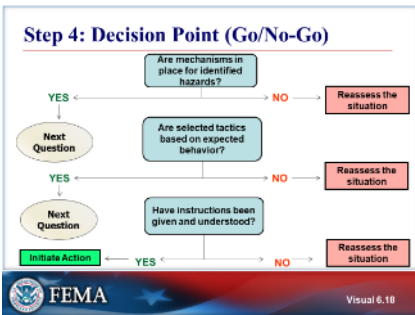 Step 4: Decision Point (Go/No-Go)
Are mechanisms in
place for identified
hazards?
YES
NO
Reassess the
situation
Next
Question
Are selected tactics
based on expected
behavior?
YES
NO
Reassess the
situation
Next
Question
Have instructions been
given and understood?
Initiate Action
YES
NO
Reassess the
situation
FEMA
Visual 6.18